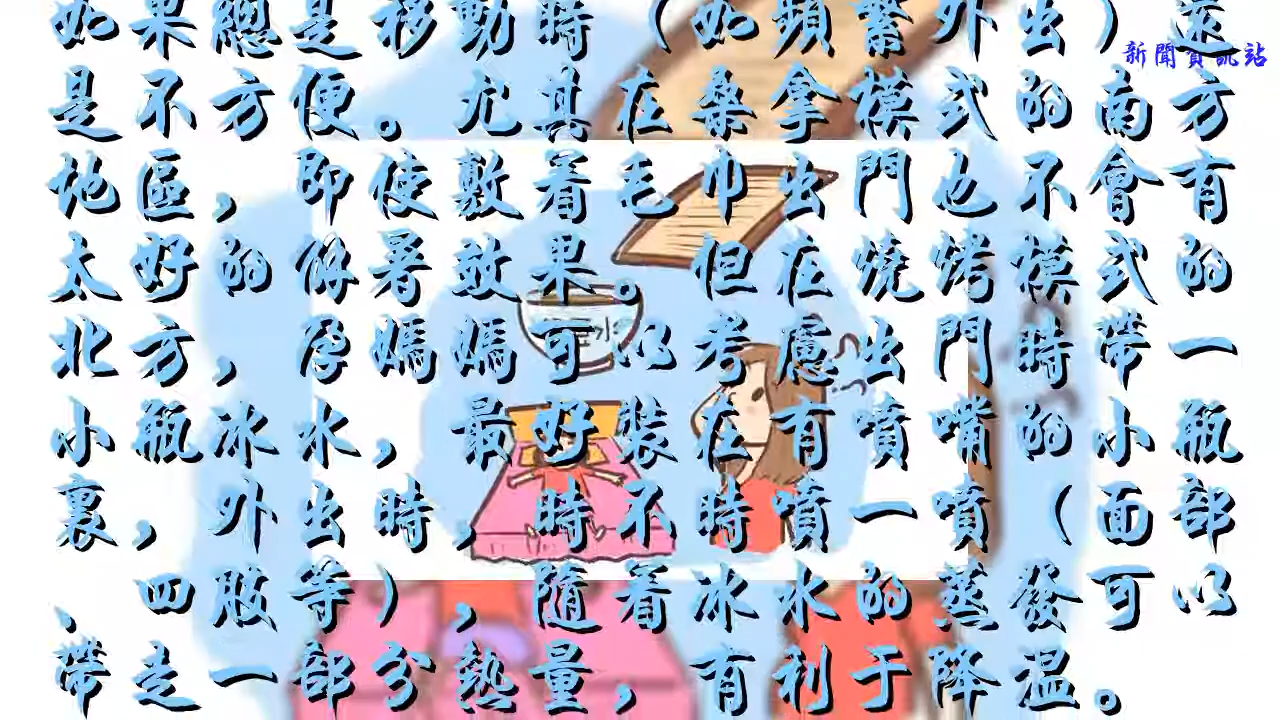 如果總是移動時（如頻繁外出）還
新聞資訊站
是不方便。尤其在桑拿模式的南方
地區，即使敷着毛巾出門也不會有
太好的解暑效果。但在燒烤模式的
北方，孕媽媽可以考慮出門時帶一
小瓶冰水，最好裝在有噴嘴的小瓶
裏，外出時，時不時噴一噴（面部
、四肢等），隨着冰水的蒸發可以
帶走一部分熱量，有利于降溫。